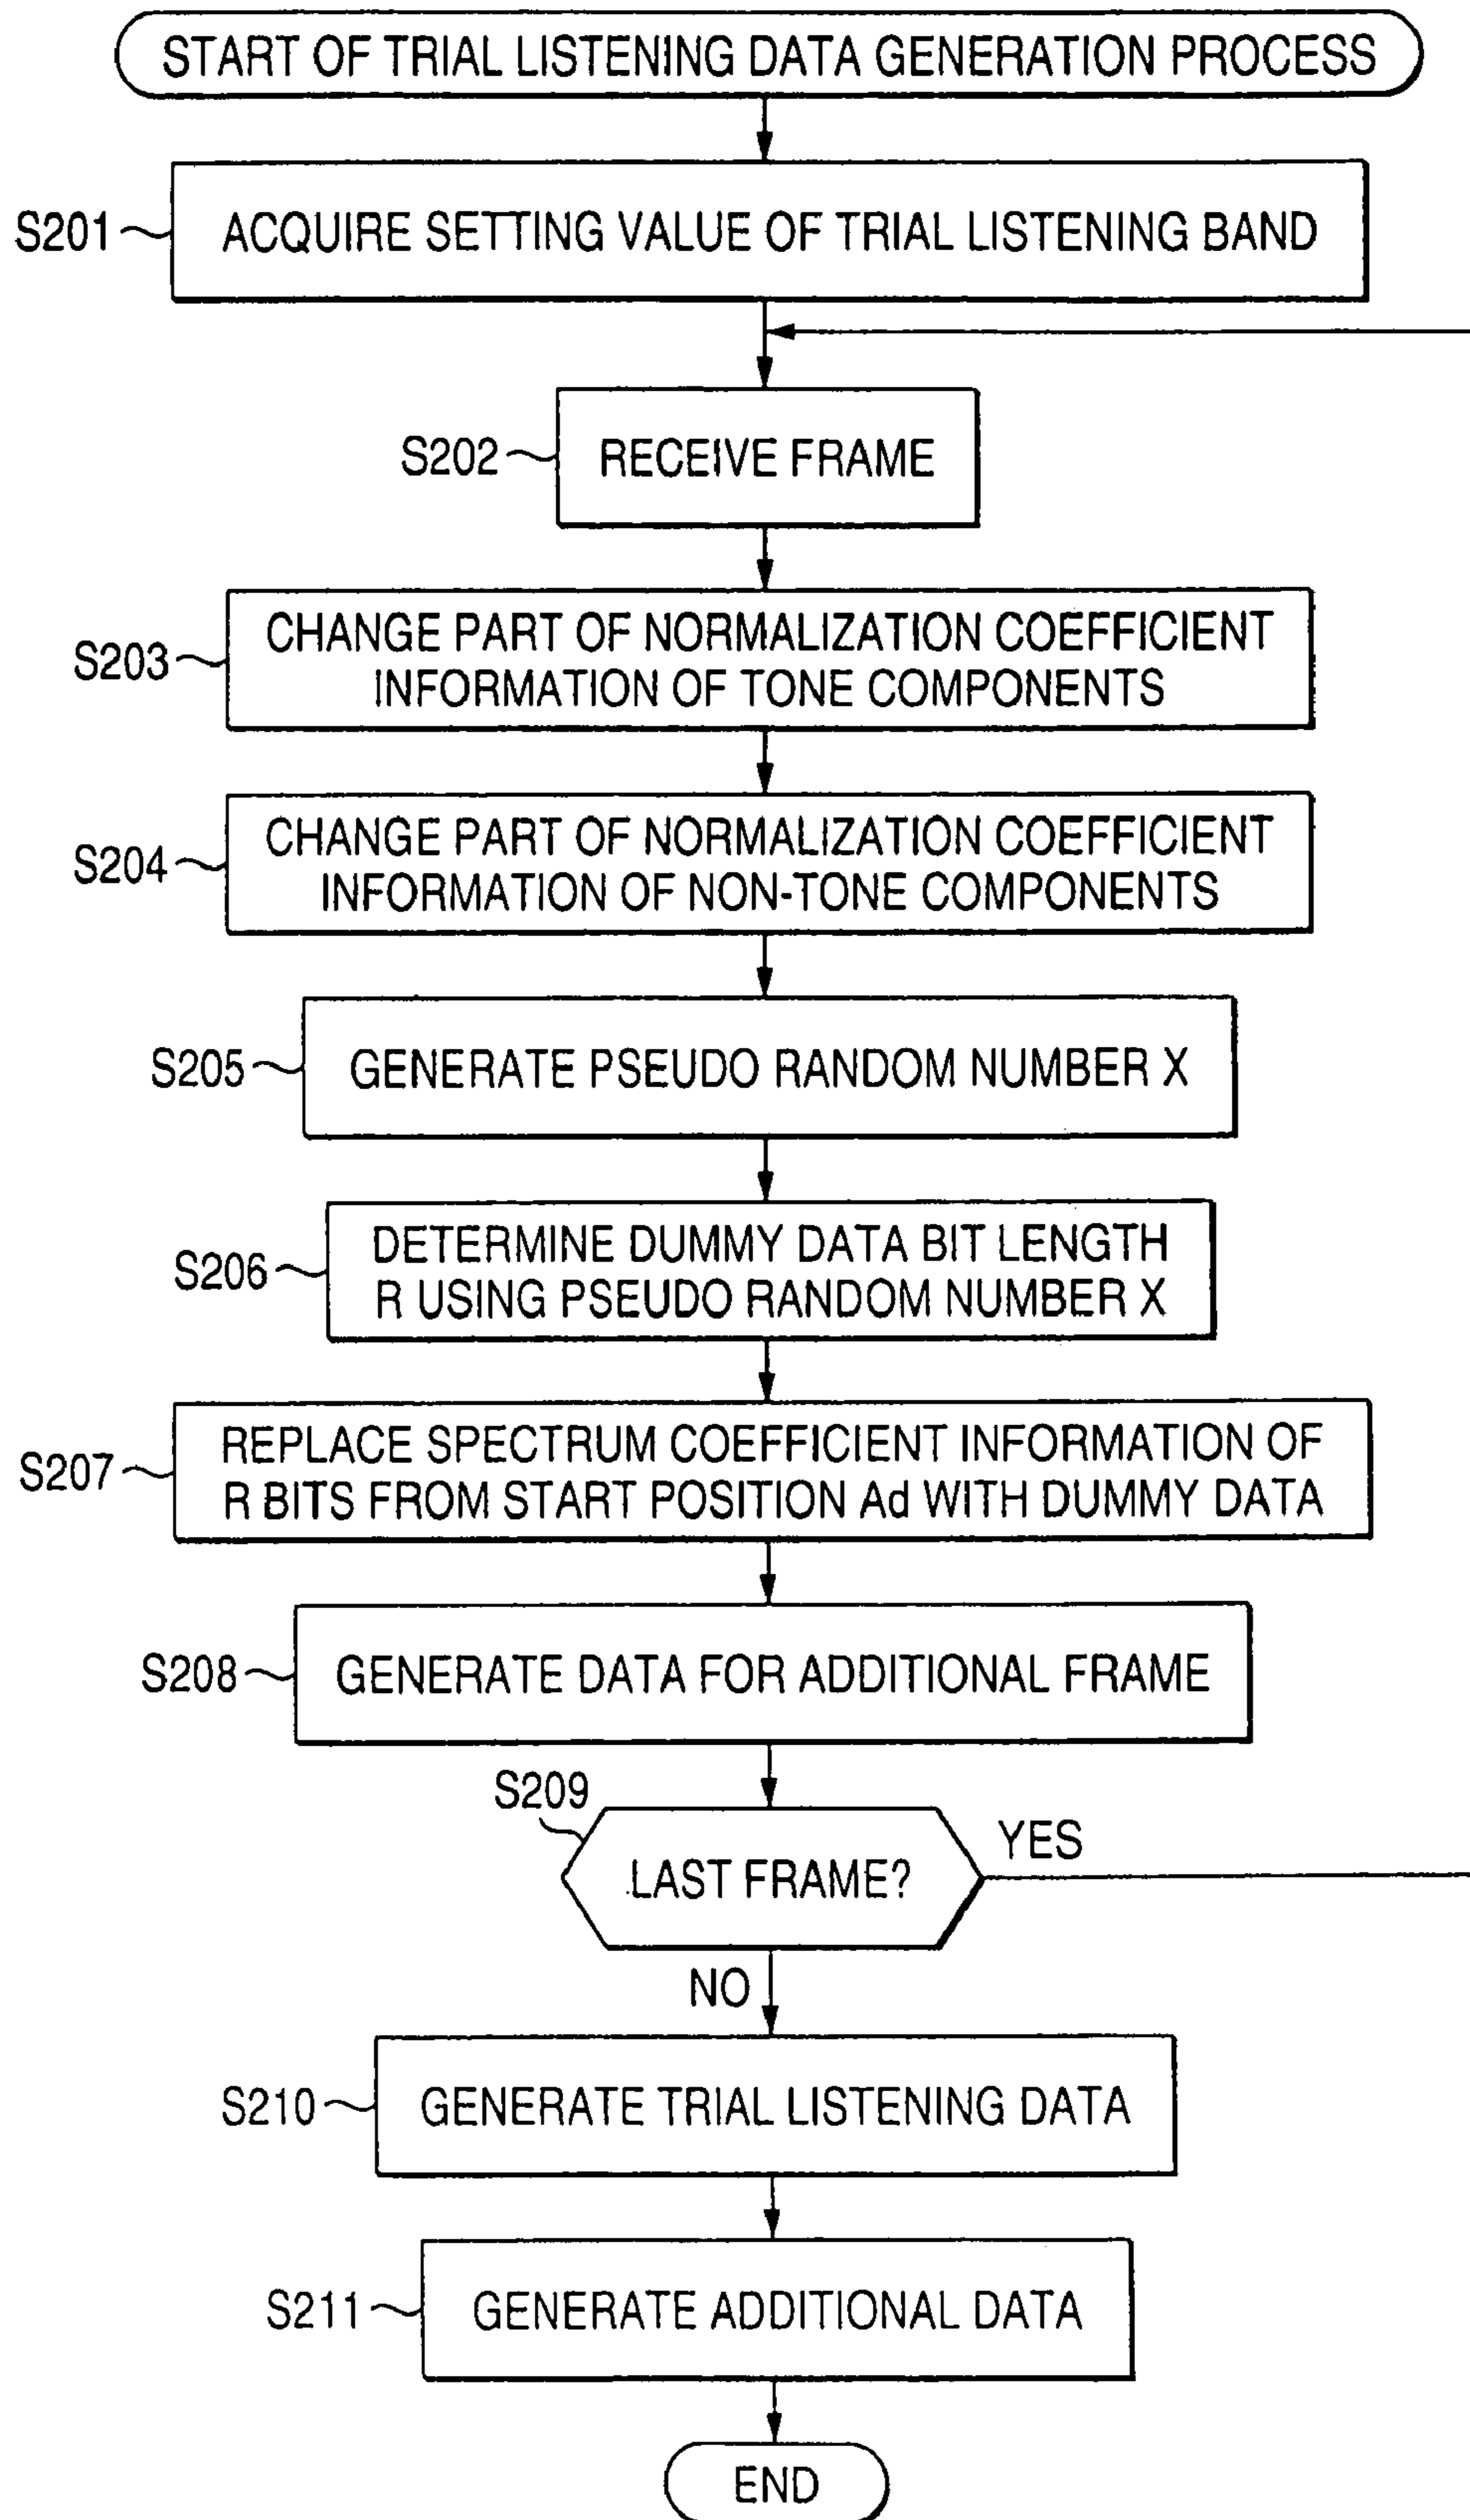 START OF TRIAL LISTENING DATA GENERATION PROCESS
S201
ACQUIRE SETTING VALUE OF TRIAL LISTENING BAND
S202
RECEIVE FRAME
S203
CHANGE PART OF NORMALIZATION COEFFICIENT
INFORMATION OF TONE COMPONENTS
S204
CHANGE PART OF NORMALIZATION COEFFICIENT
INFORMATION OF NON-TONE COMPONENTS
S205
GENERATE PSEUDO RANDOM NUMBER X
S206
DETERMINE DUMMY DATA BIT LENGTH
R USING PSEUDO RANDOM NUMBER X
S207
REPLACE SPECTRUM COEFFICIENT INFORMATION OF
R BITS FROM START POSITION Ad WITH DUMMY DATA
S208
GENERATE DATA FOR ADDITIONAL FRAME
S209
LAST FRAME?
YES
NO
S210
GENERATE TRIAL LISTENING DATA
S211
GENERATE ADDITIONAL DATA
END